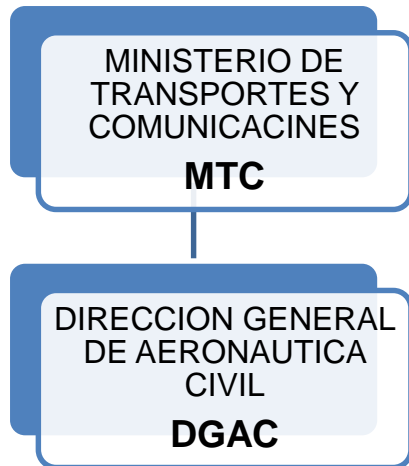 MINISTERIO DE
TRANSPORTES Y
COMUNICACINES
MTC
DIRECCION GENERAL
DE AERONAUTICA
CIVIL
DGAC